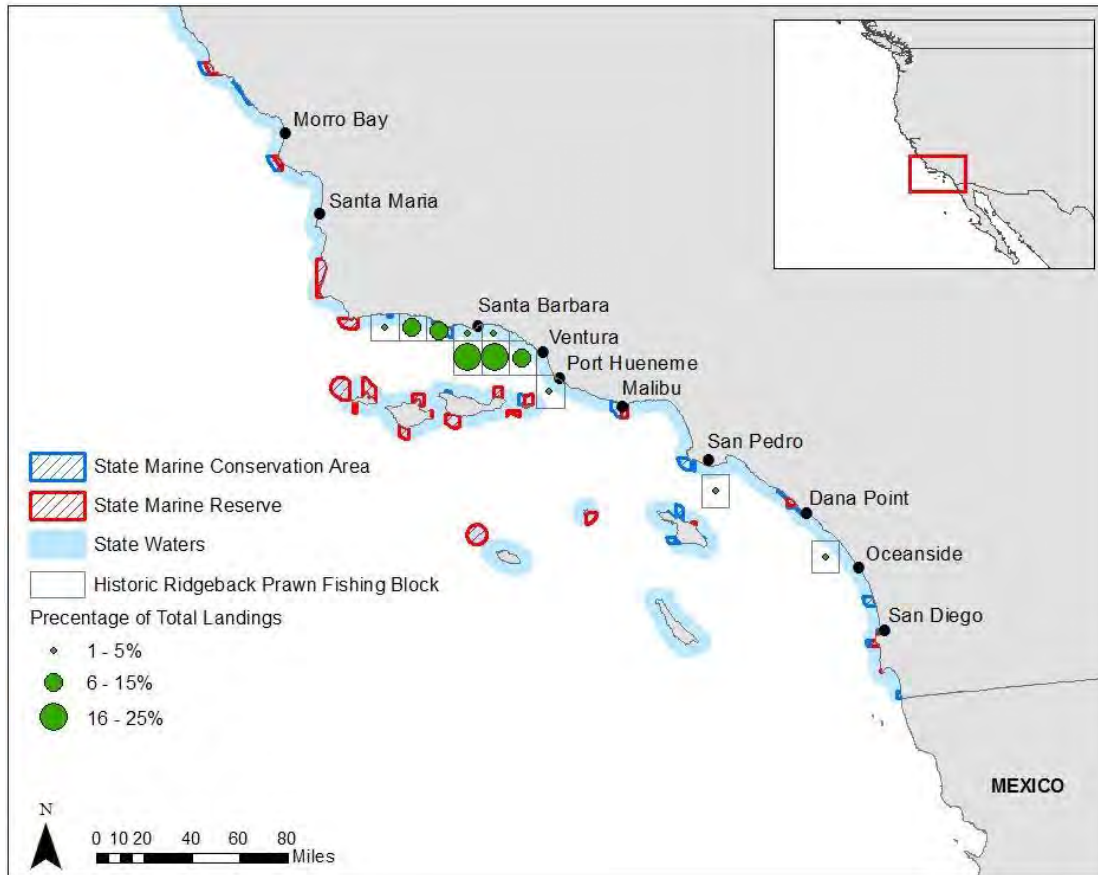 Morro Bay
Santa Maria
Santa Barbara
Ventura
Port Hueneme
Malibu
San Pedro
Dana Point
Oceanside
San Diego
MEXICO
State Marine Conservation Area
State Marine Reserve
State Waters
Historic Ridgeback Prawn Fishing Block
Precentage of Total Landings
1 - 5%
6 - 15%
16 - 25%
N
0 10 20 40 60 80
Miles